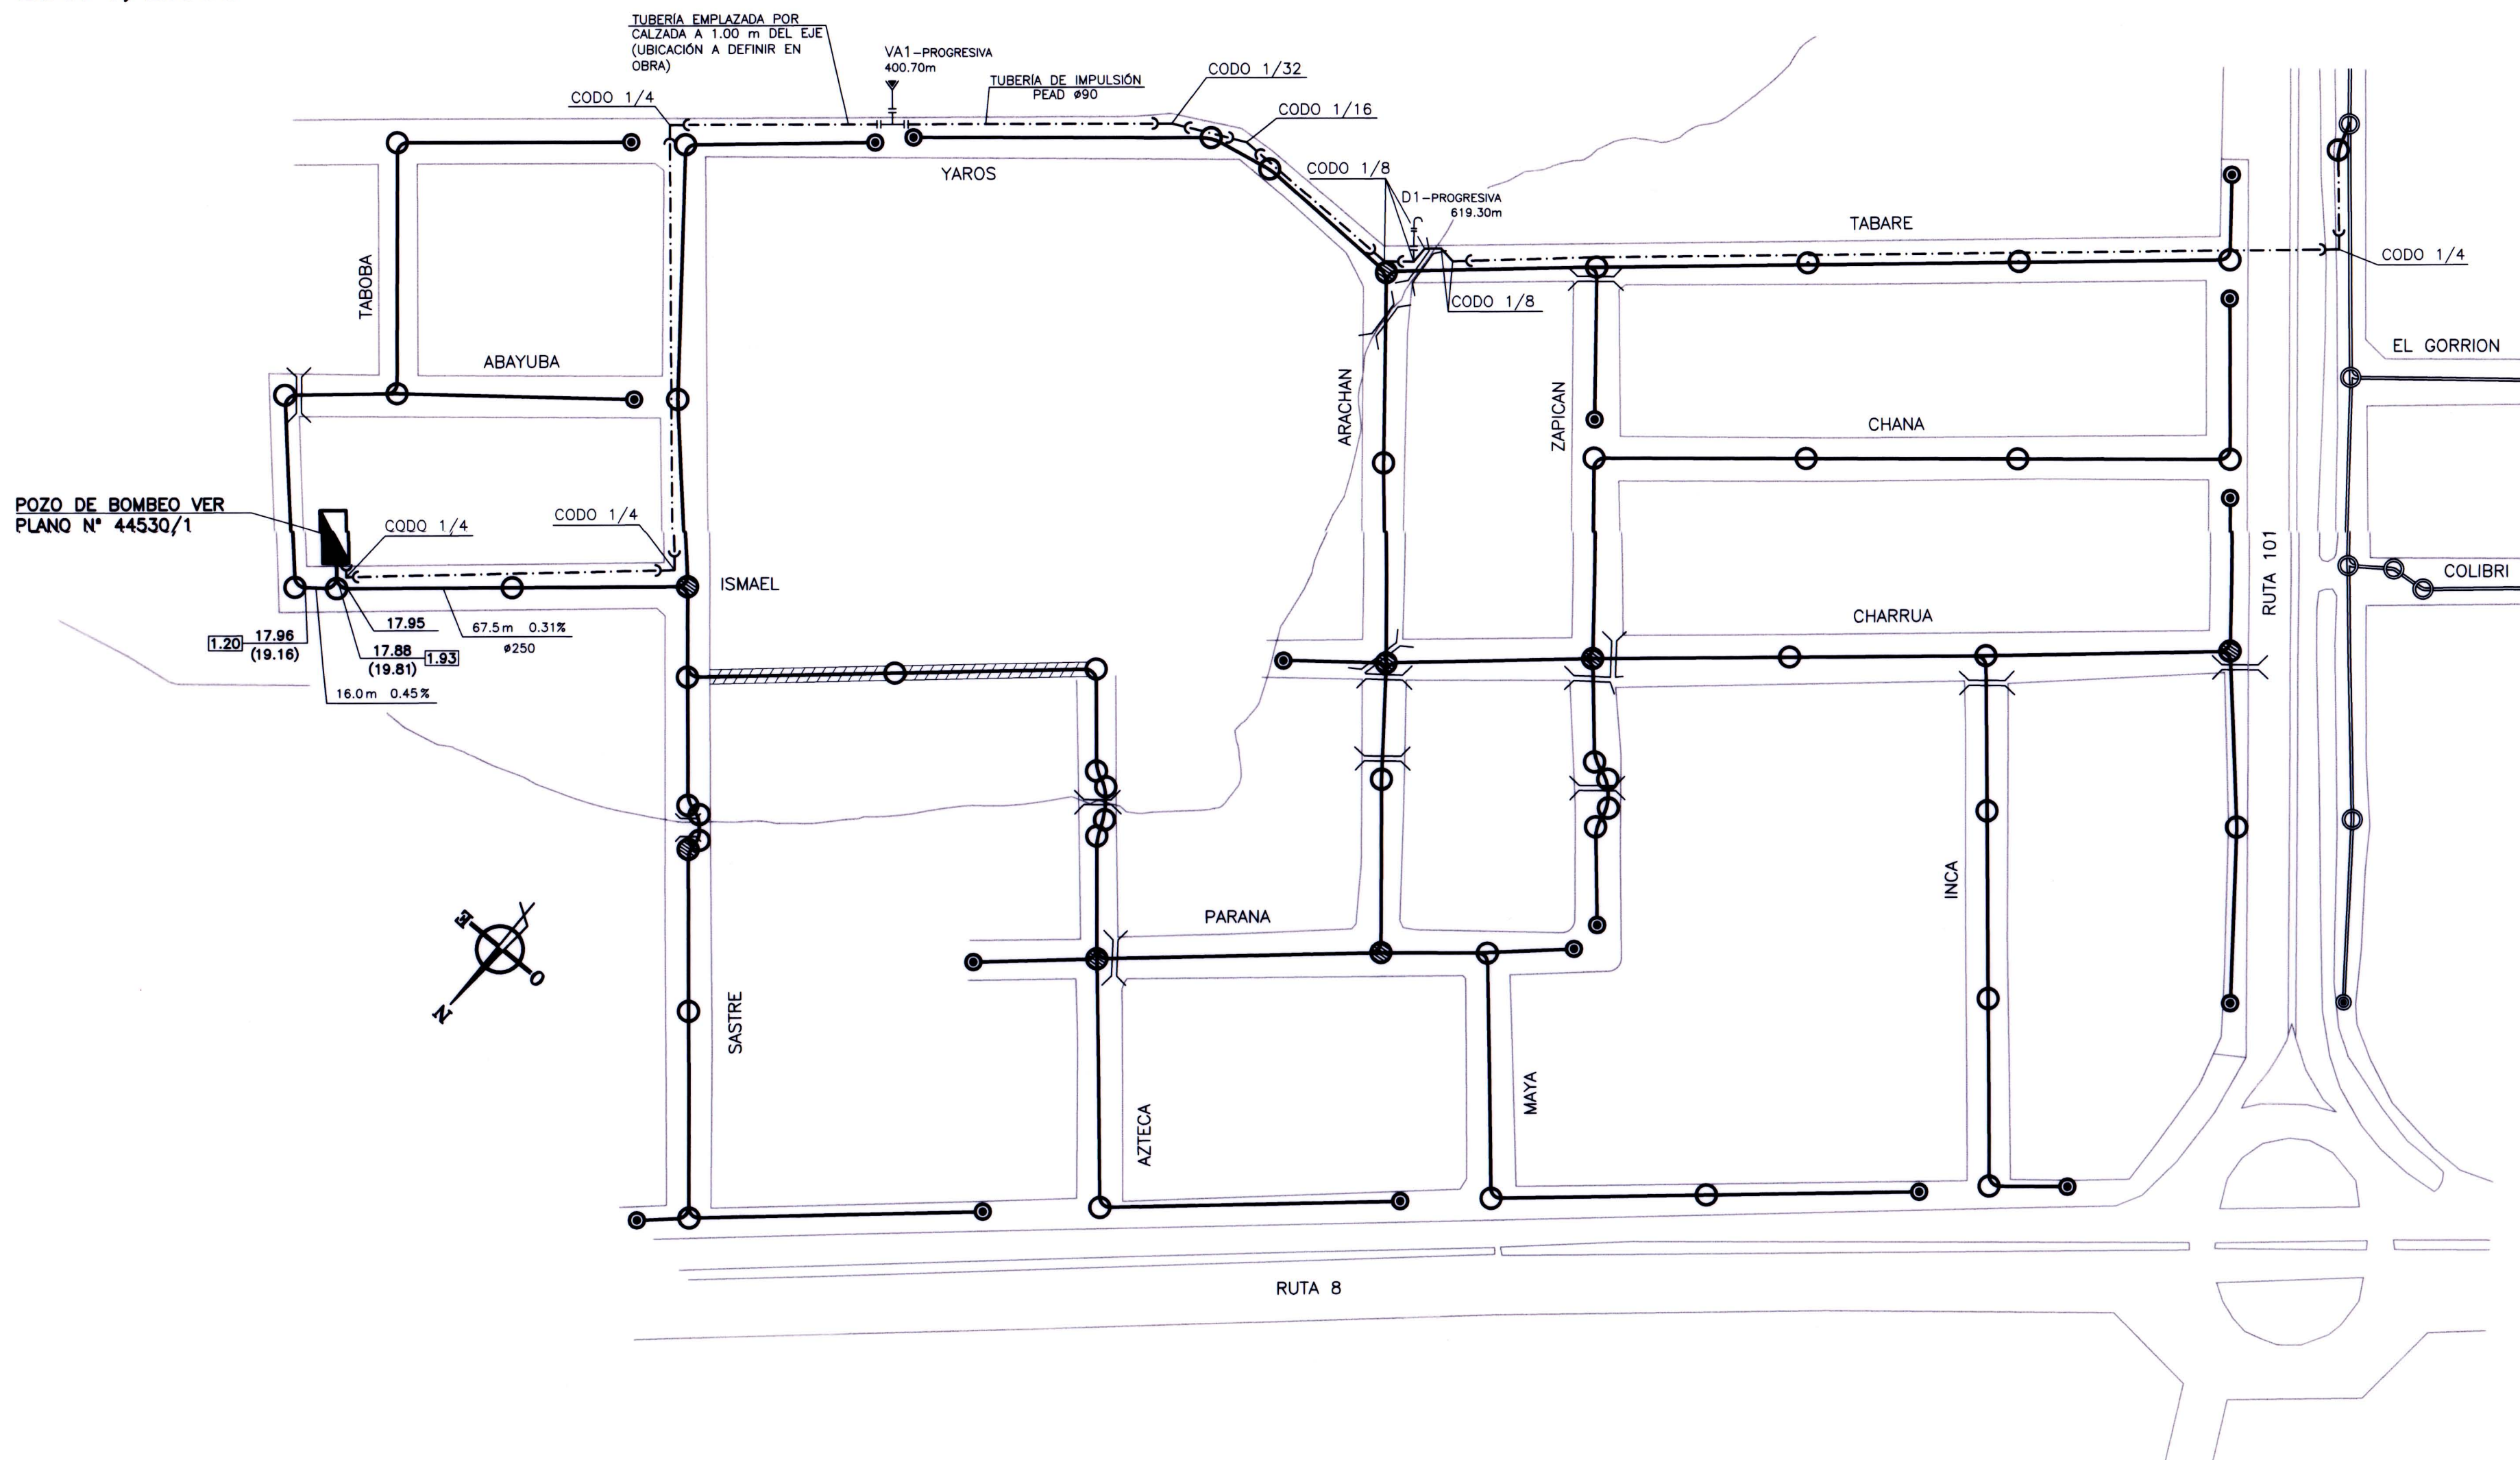 TUBERÍA EMPLAZADA POR
CALZADA A 1.00 m DEL EJE
(UBICACIÓN A DEFINIR EN
OBRA)
VA1-PROGRESIVA
400.70m
TUBERÍA DE IMPULSIÓN
PEAD ø90
CODO 1/32
CODO 1/4
CODO 1/16
YAROS
CODO 1/8
D1-PROGRESIVA
619.30m
TABARE
CODO 1/4
CODO 1/8
TABOBA
ABAYUBA
EL GORRION
ARACHAN
ZAPICAN
CHANA
POZO DE BOMBEO VER
PLANO N° 44530/1
CODO 1/4
CODO 1/4
ISMAEL
RUTA 101
COLIBRI
CHARRUA
17.95
67.5m 0.31%
ø250
1.20 17.96
(19.16)
17.88 1.93
(19.81)
16.0m 0.45%
INCA
PARANA
E
O
N
SASTRE
MAYA
AZTECA
RUTA 8